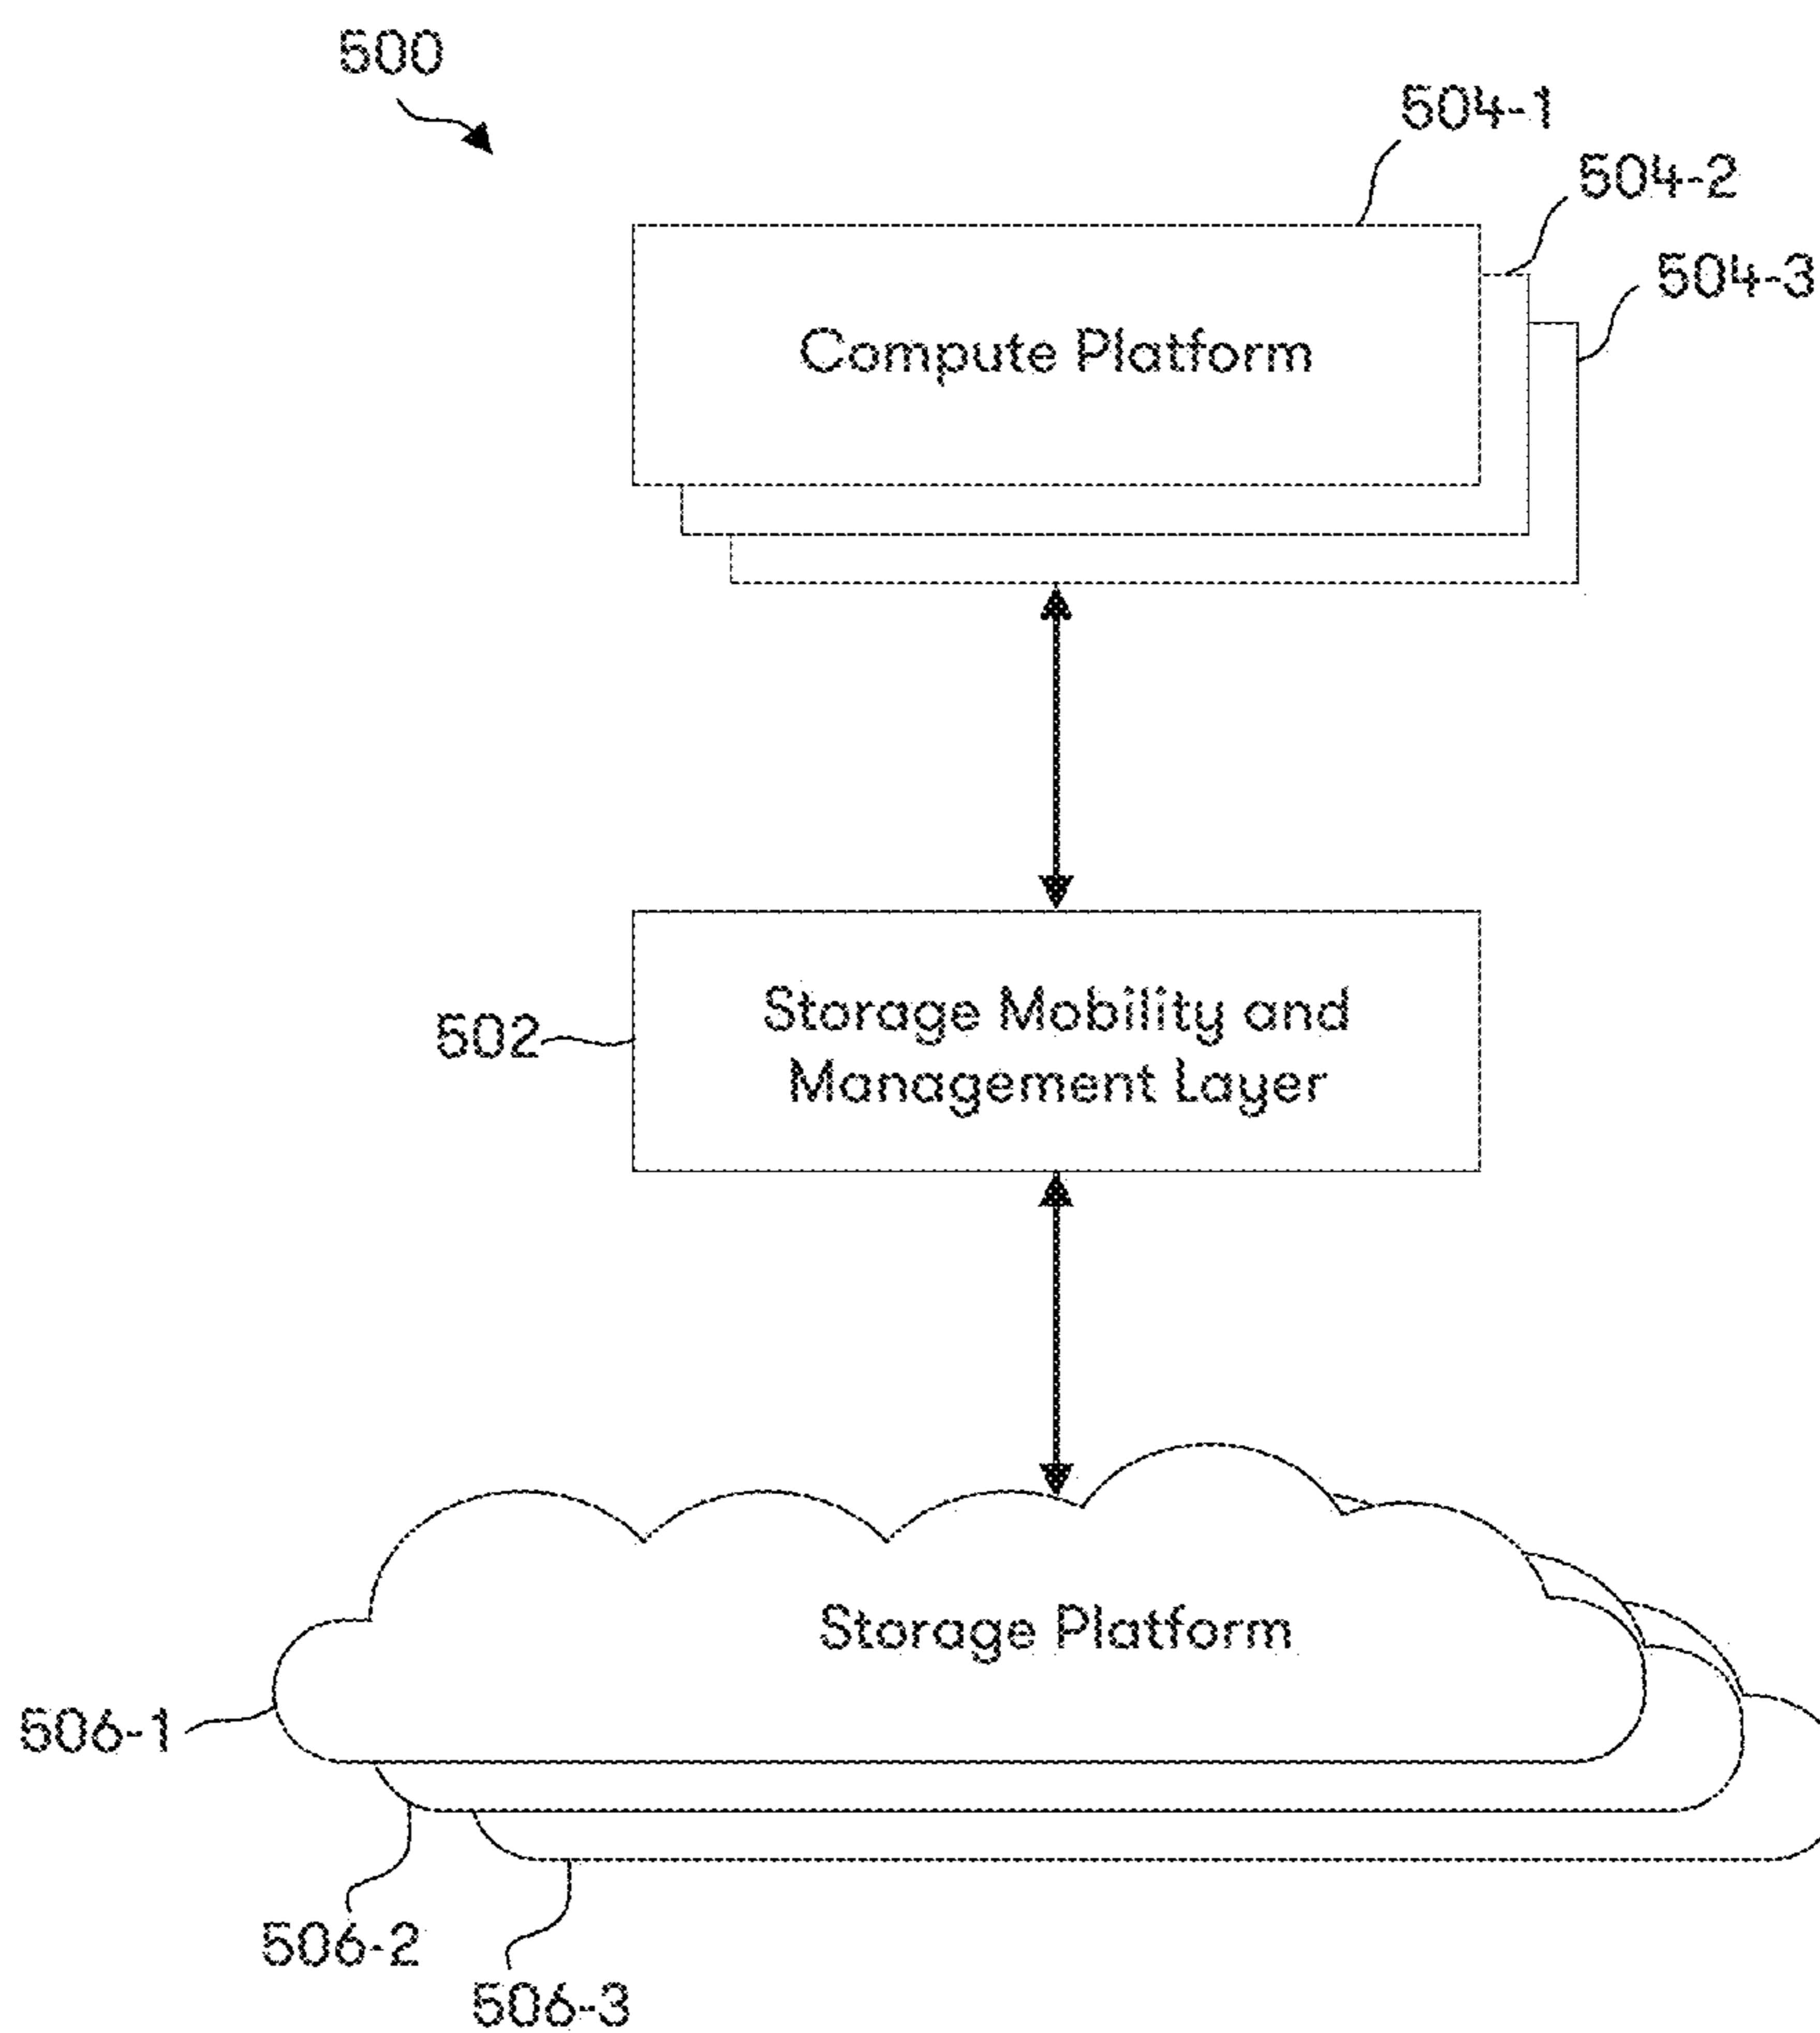 500
504-1
504-2
504-3
Compute Platform
502
Storage Mobility and
Management Layer
Storage Platform
506-1
506-2
506-3